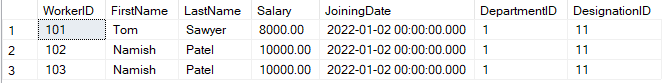 WorkerID FirstName LastName Salary JoiningDate DepartmentID DesignationID
1 101 Tom Sawyer 8000.00 2022-01-02 00:00:00.000 1 11
2 102 Namish Patel 10000.00 2022-01-02 00:00:00.000 1 11
3 103 Namish Patel 10000.00 2022-01-02 00:00:00.000 1 11